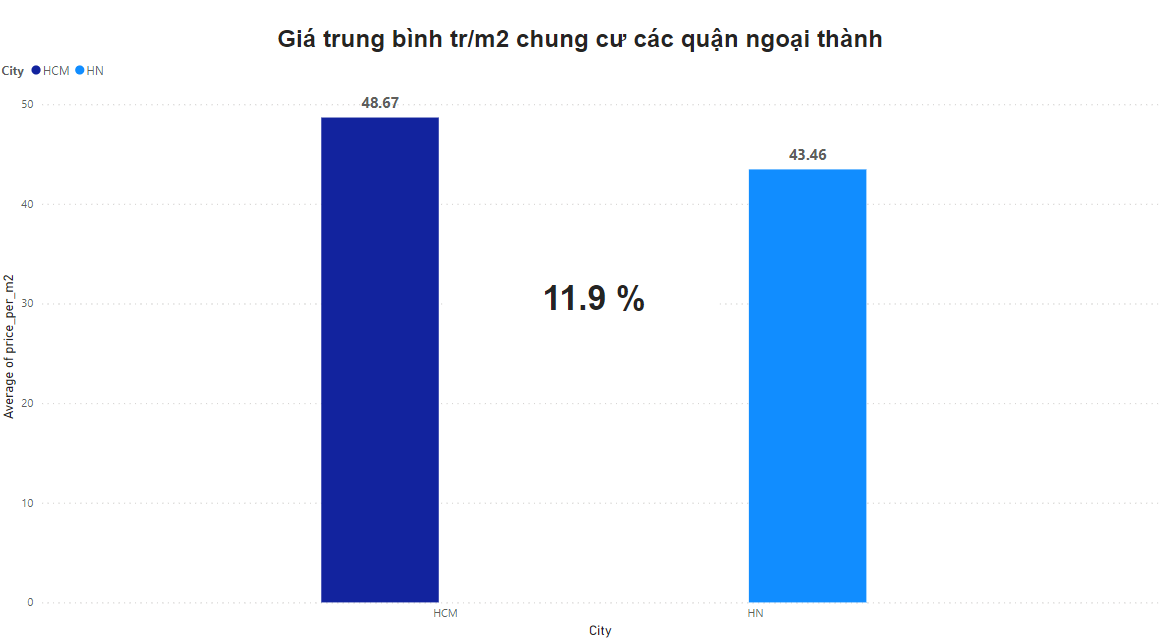 Giá trung bình tr/m2 chung cư các quận ngoại thành
City HCM HN
50
48.67
43.46
40
11.9 %
30
Average of price_per_m2
20
10
0
HCM
HN
City